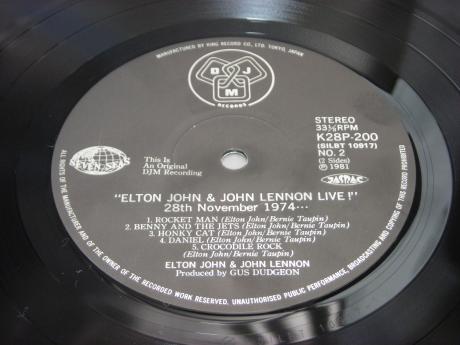 MANUFACTURED BY KING RECORD CO., LTD. TOKYO, JAPAN
D J
M
RECORDS
STEREO
33⅓RPM
K28P-200
(SILBT 10917)
NO. 2
(2 Sides)
℗ 1981
SEVEN SEAS
This Is
An Original
DJM Recording
JASRAC
"ELTON JOHN & JOHN LENNON LIVE!"
28th November 1974···
1. ROCKET MAN (Elton John/Bernie Taupin)
2. BENNY AND THE JETS (Elton John/Bernie Taupin)
3. HONKY CAT (Elton John/Bernie Taupin)
4. DANIEL (Elton John/Bernie Taupin)
5. CROCODILE ROCK
(Elton John/Bernie Taupin)
ELTON JOHN & JOHN LENNON
Produced by GUS DUDGEON
ALL RIGHTS OF THE MANUFACTURER AND OF THE OWNER OF THE RECORDED WORK RESERVED. UNAUTHORISED PUBLIC PERFORMANCE, BROADCASTING AND COPYING OF THIS RECORD PROHIBITED